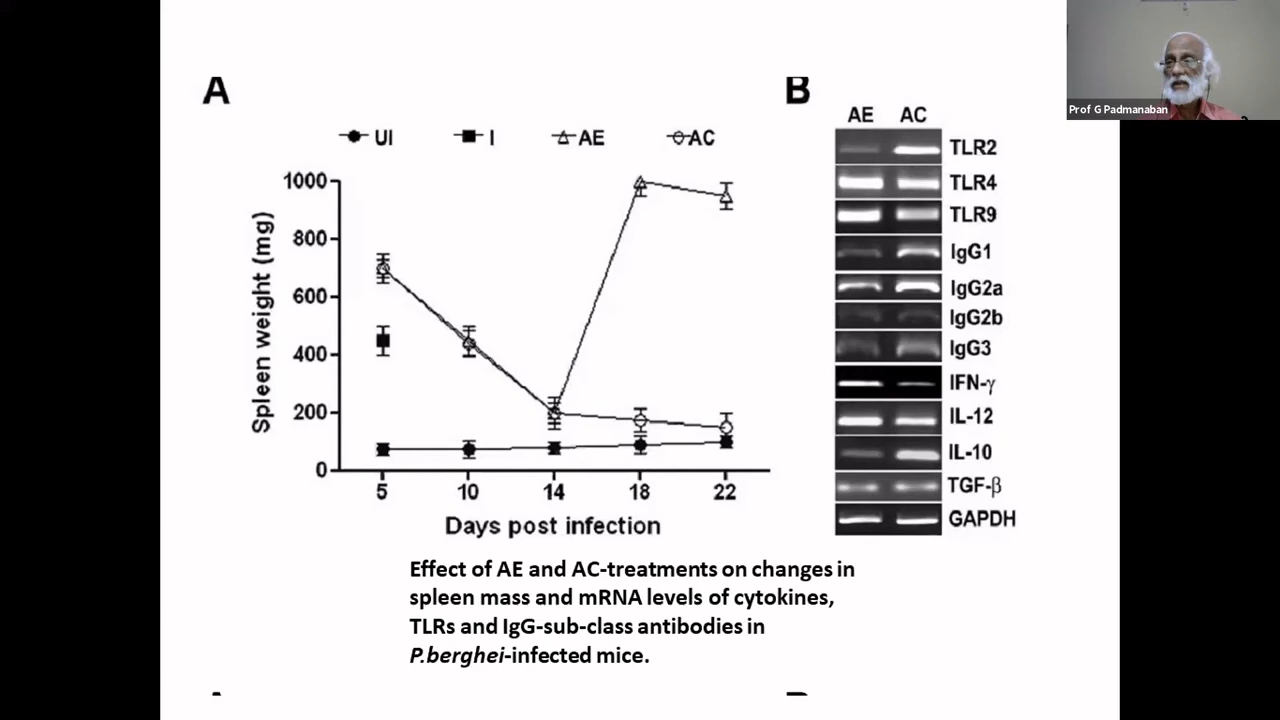 Prof G Padmanaban
A
B
UI
I
AE
AC
AE AC
1000
800
600
400
200
0
Spleen weight (mg)
5 10 14 18 22
Days post infection
TLR2
TLR4
TLR9
IgG1
IgG2a
IgG2b
IgG3
IFN-γ
IL-12
IL-10
TGF-β
GAPDH
Effect of AE and AC-treatments on changes in
spleen mass and mRNA levels of cytokines,
TLRs and IgG-sub-class antibodies in
P.berghei-infected mice.